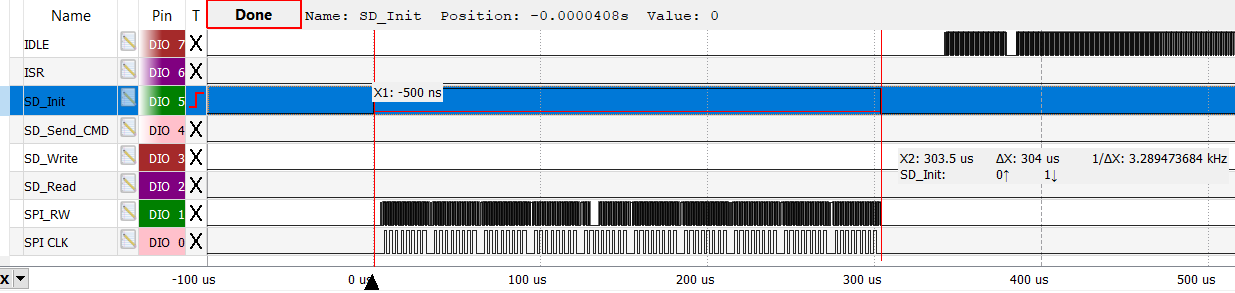 Name Pin T Done Name: SD_Init Position: -0.0000408s Value: 0
IDLE DIO 7 X
ISR DIO 6 X
SD_Init DIO 5 X1: -500 ns
SD_Send_CMD DIO 4 X
SD_Write DIO 3 X X2: 303.5 us ΔX: 304 us 1/ΔX: 3.289473684 kHz
SD_Init: 0↑ 1↓
SD_Read DIO 2 X
SPI_RW DIO 1 X
SPI CLK DIO 0 X
X -100 us 0 us 100 us 200 us 300 us 400 us 500 us